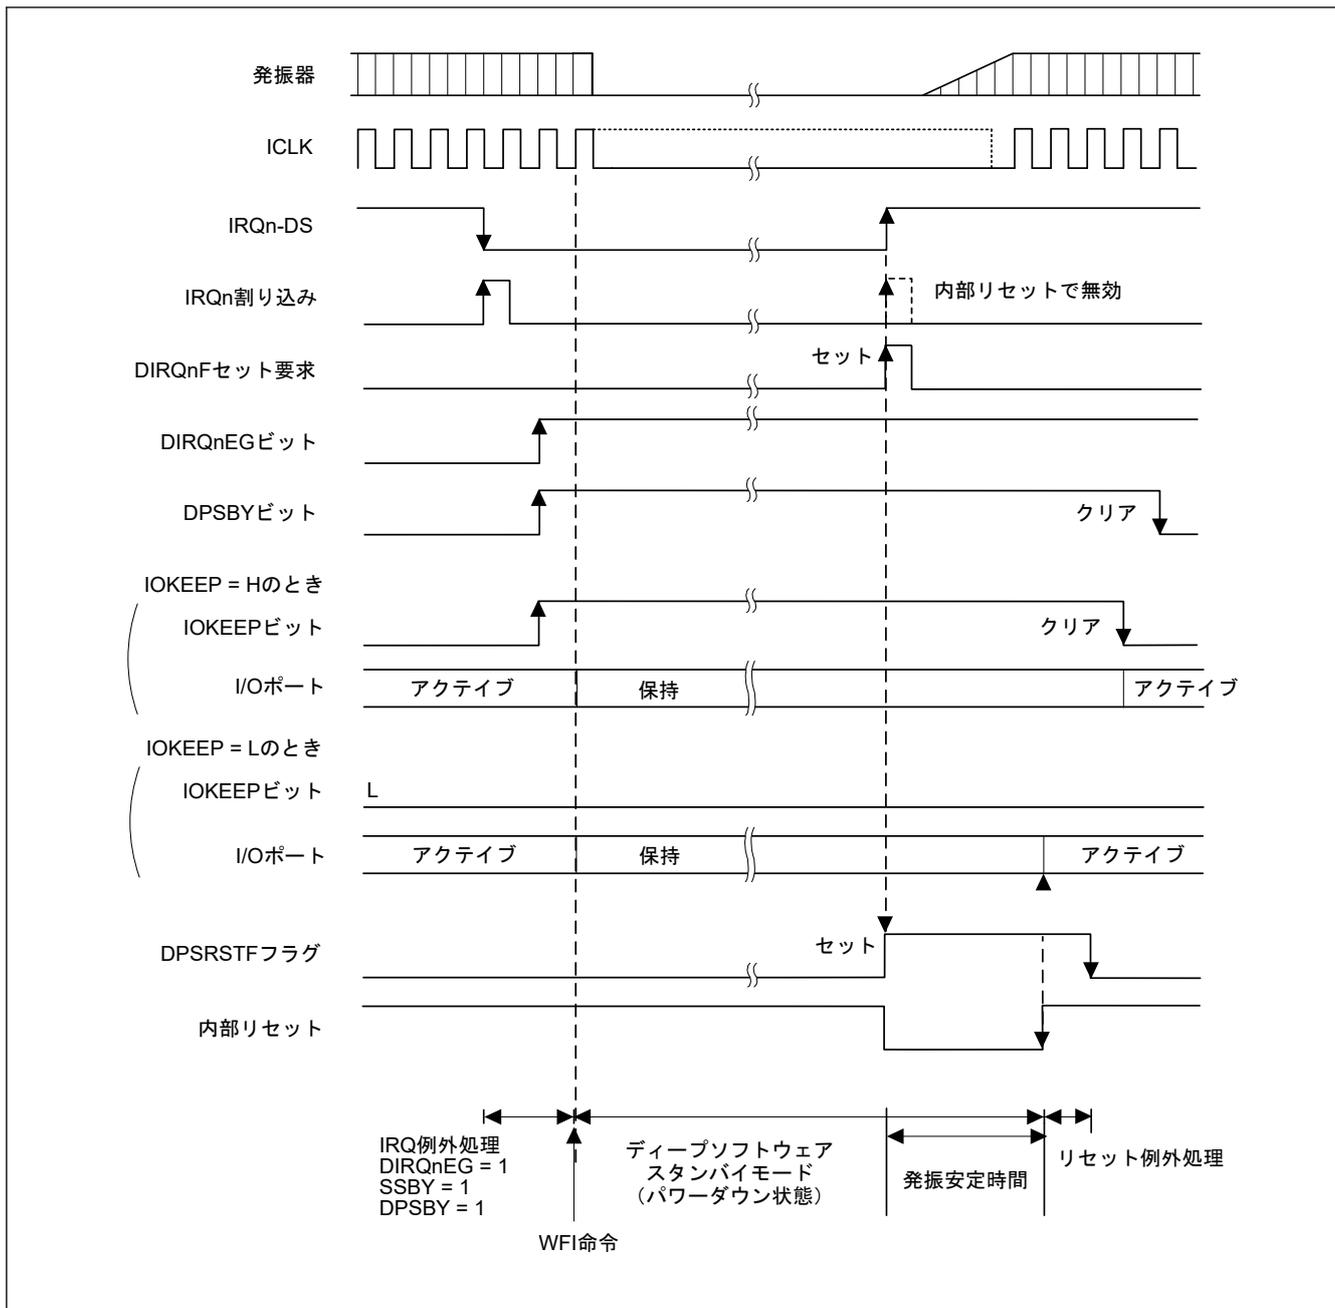 発振器
ICLK
IRQn-DS
IRQn割り込み
内部リセットで無効
DIRQnFセット要求
セット
DIRQnEGビット
DPSBYビット
クリア
IOKEEP = Hのとき
IOKEEPビット
クリア
I/Oポート
アクテイブ
保持
アクテイブ
IOKEEP = Lのとき
IOKEEPビット
L
I/Oポート
アクテイブ
保持
アクテイブ
DPSRSTFフラグ
セット
内部リセット
IRQ例外処理
DIRQnEG = 1
SSBY = 1
DPSBY = 1
WFI命令
ディープソフトウェア
スタンバイモード
（パワーダウン状態）
発振安定時間
リセット例外処理